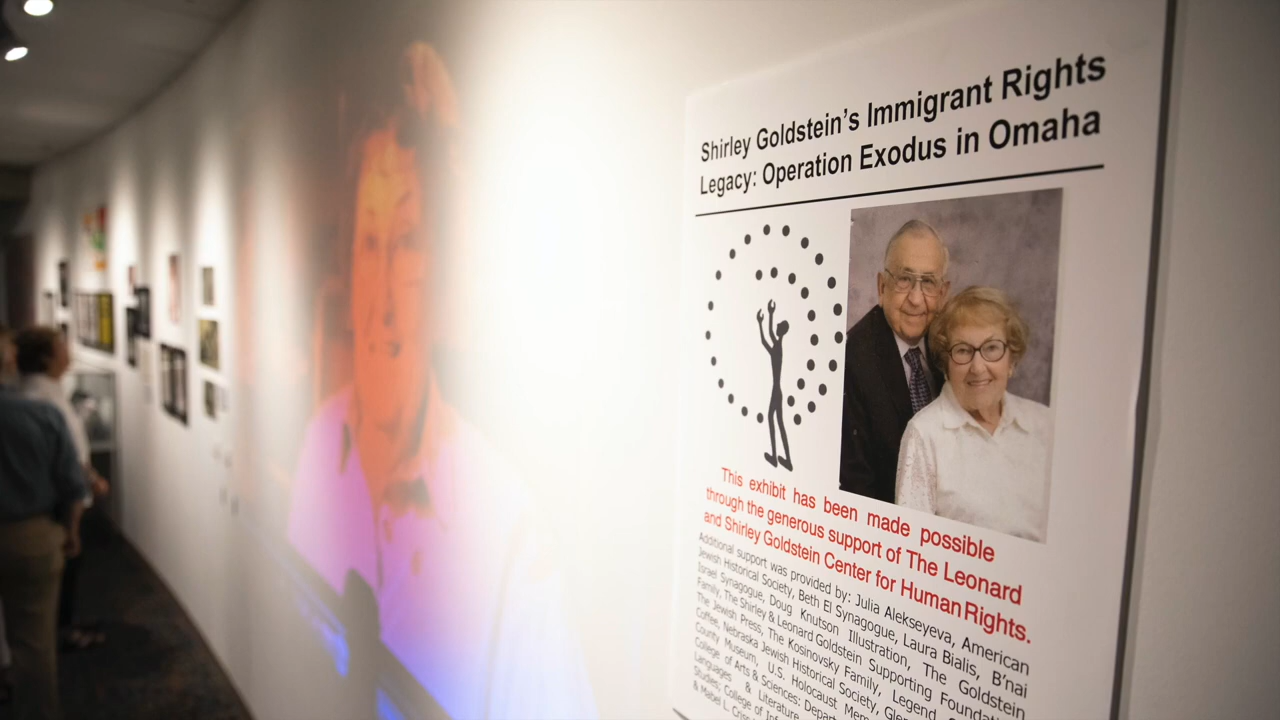 Shirley Goldstein's Immigrant Rights
Legacy: Operation Exodus in Omaha
This exhibit has been made possible
through the generous support of The Leonard
and Shirley Goldstein Center for Human Rights.
Additional support was provided by: Julia Alekseyeva, American
Jewish Historical Society, Beth El Synagogue, Laura Bialis, B'nai
Israel Synagogue, Doug Knutson Illustration, The Goldstein
Family, The Shirley & Leonard Goldstein Supporting Foundation,
The Jewish Press, The Kosinovsky Family, Legend
Coffee, Nebraska Jewish Historical Society,
County Museum, U.S. Holocaust
College of Arts & Sciences:
Languages & Literature
Studies, College of
& Mabel L.